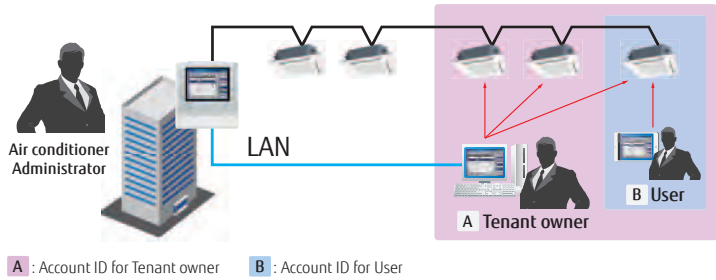 Air conditioner
Administrator
LAN
A Tenant owner
B User
A : Account ID for Tenant owner
B : Account ID for User